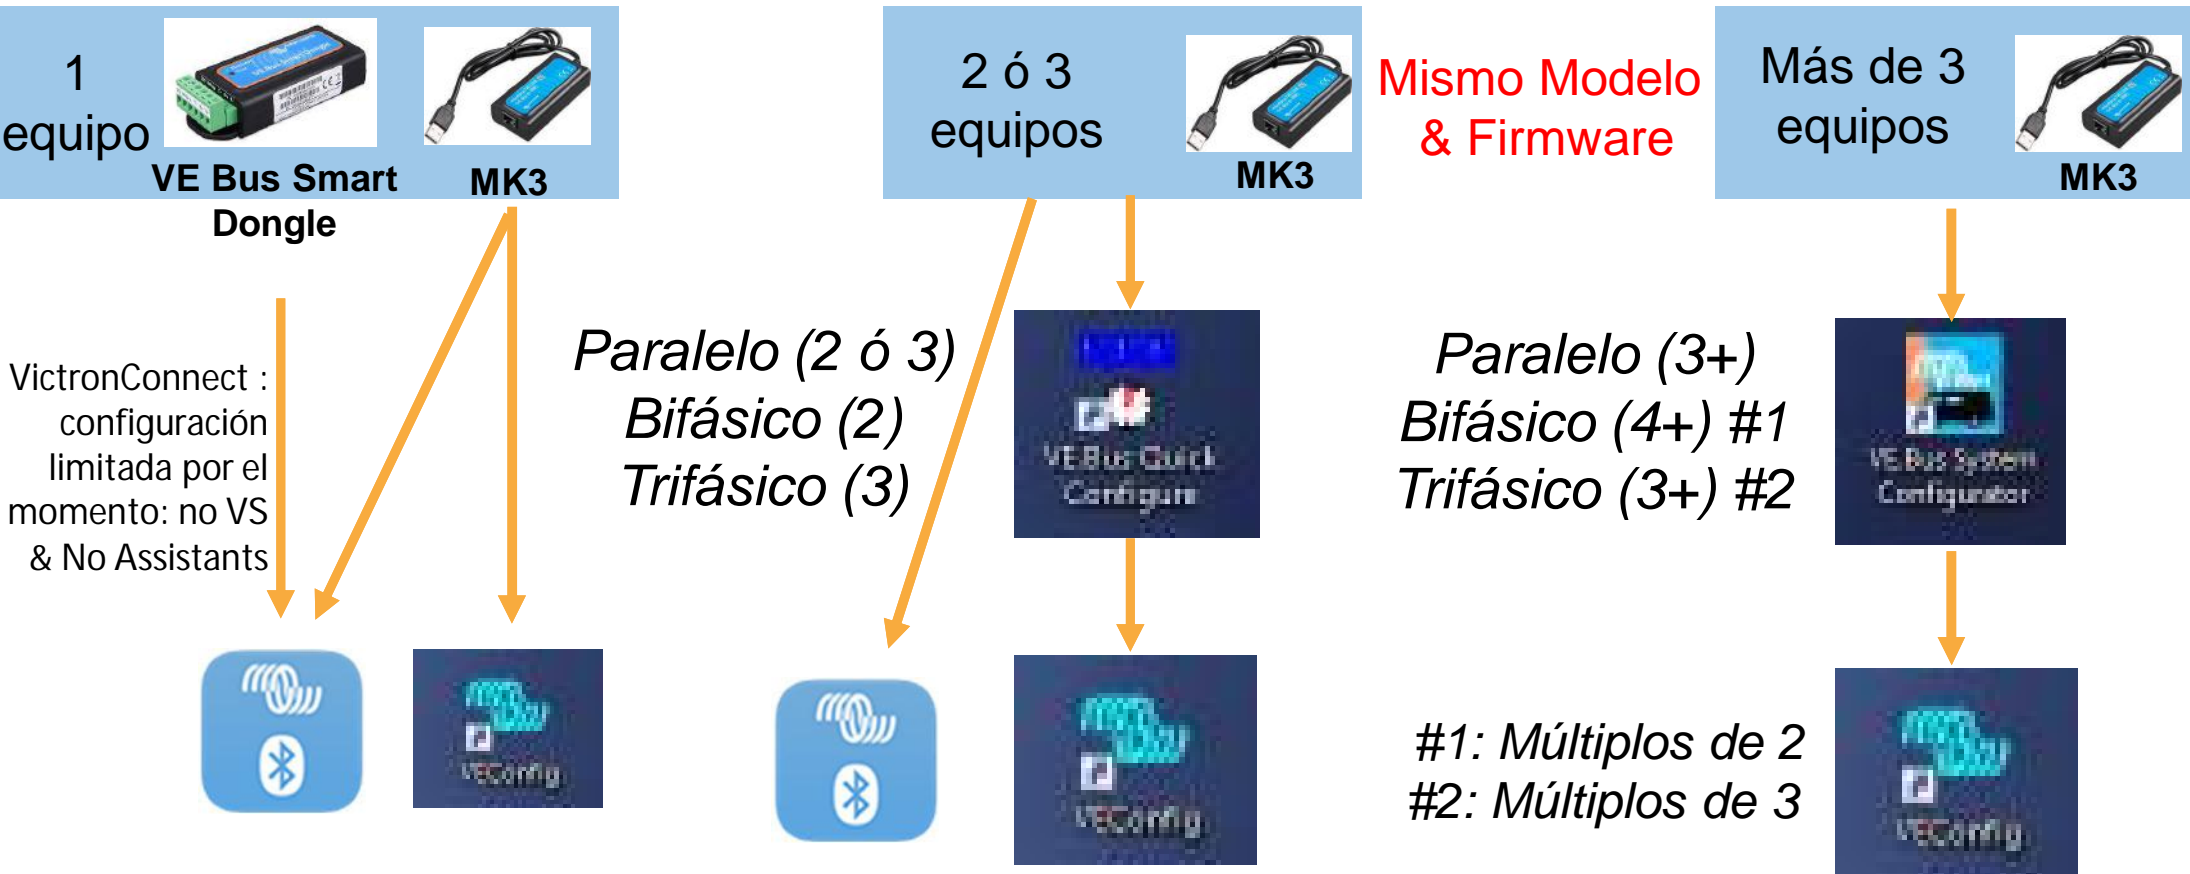 1
equipo
VE Bus Smart
Dongle
MK3
2 ó 3
equipos
MK3
Mismo Modelo
& Firmware
Más de 3
equipos
MK3
VictronConnect :
configuración
limitada por el
momento: no VS
& No Assistants
Paralelo (2 ó 3)
Bifásico (2)
Trifásico (3)
VE.Bus Quick
Configure
Paralelo (3+)
Bifásico (4+) #1
Trifásico (3+) #2
VE.Bus System
Configurator
VEConfig
VEConfig
#1: Múltiplos de 2
#2: Múltiplos de 3
VEConfig